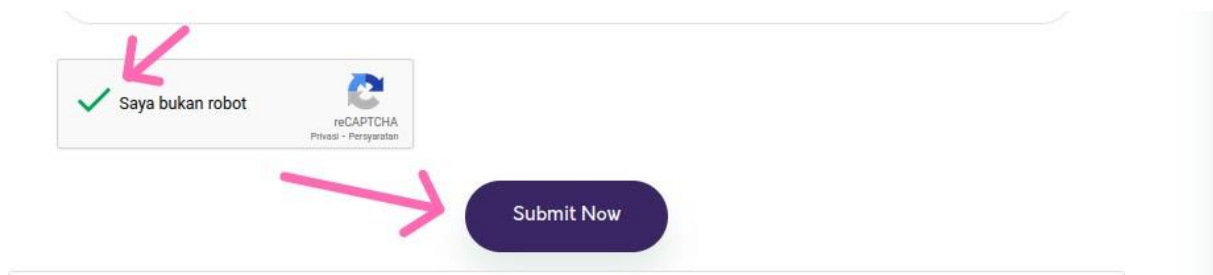 Saya bukan robot
reCAPTCHA
Privasi - Persyaratan
Submit Now